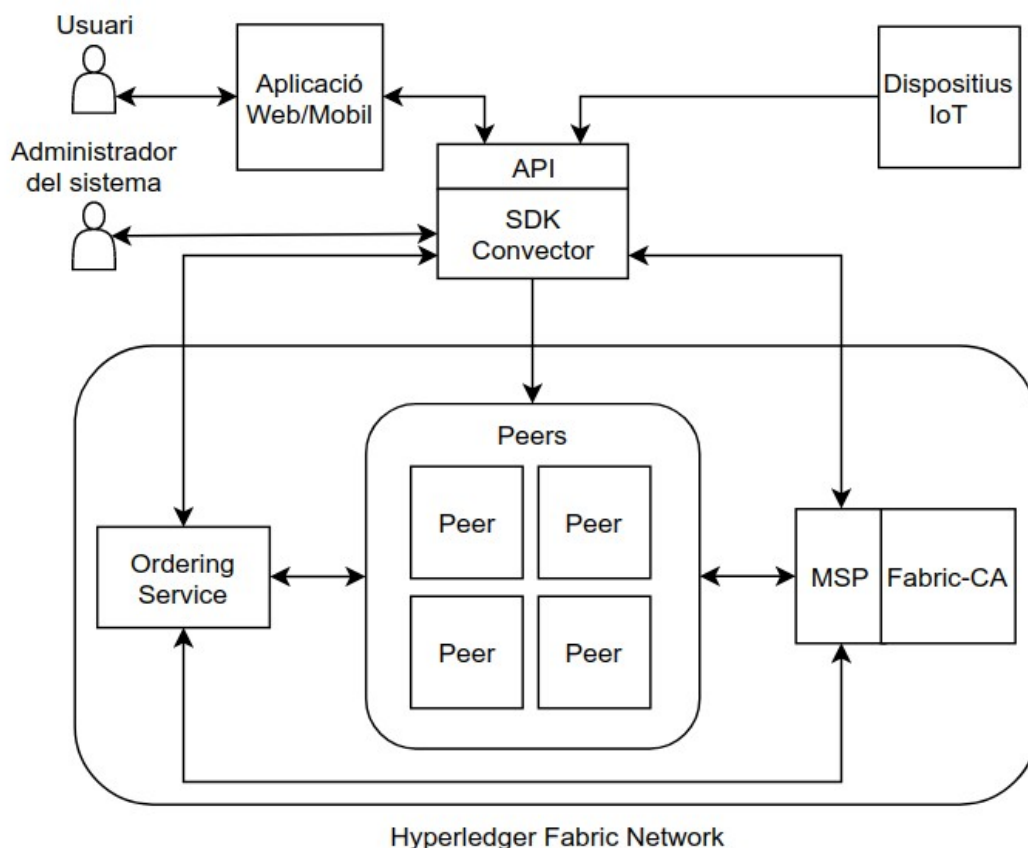 Usuari
Aplicació
Web/Mobil
Dispositius
IoT
Administrador
del sistema
API
SDK
Convector
Peers
Peer
Peer
Ordering
Service
MSP
Fabric-CA
Peer
Peer
Hyperledger Fabric Network